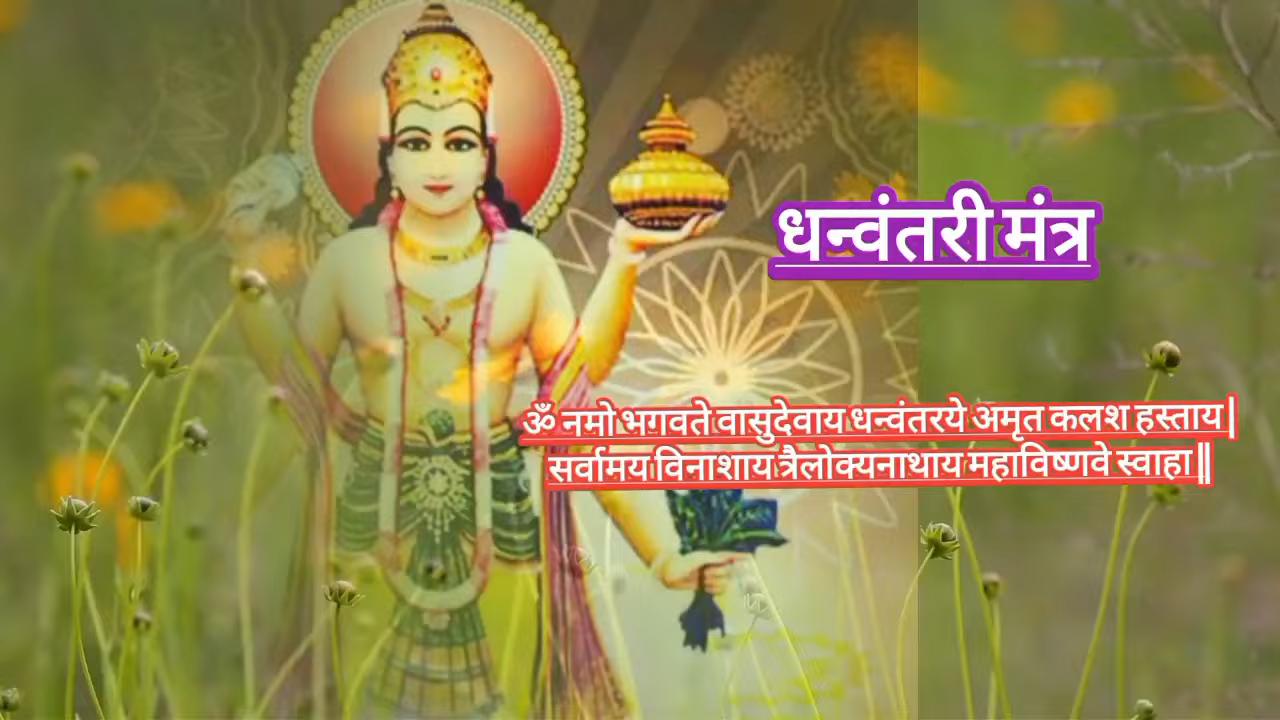 धन्वंतरी मंत्र
ॐ नमो भगवते वासुदेवाय धन्वंतरये अमृत कलश हस्ताय|
सर्वामय विनाशाय त्रैलोक्यनाथाय महाविष्णवे स्वाहा||